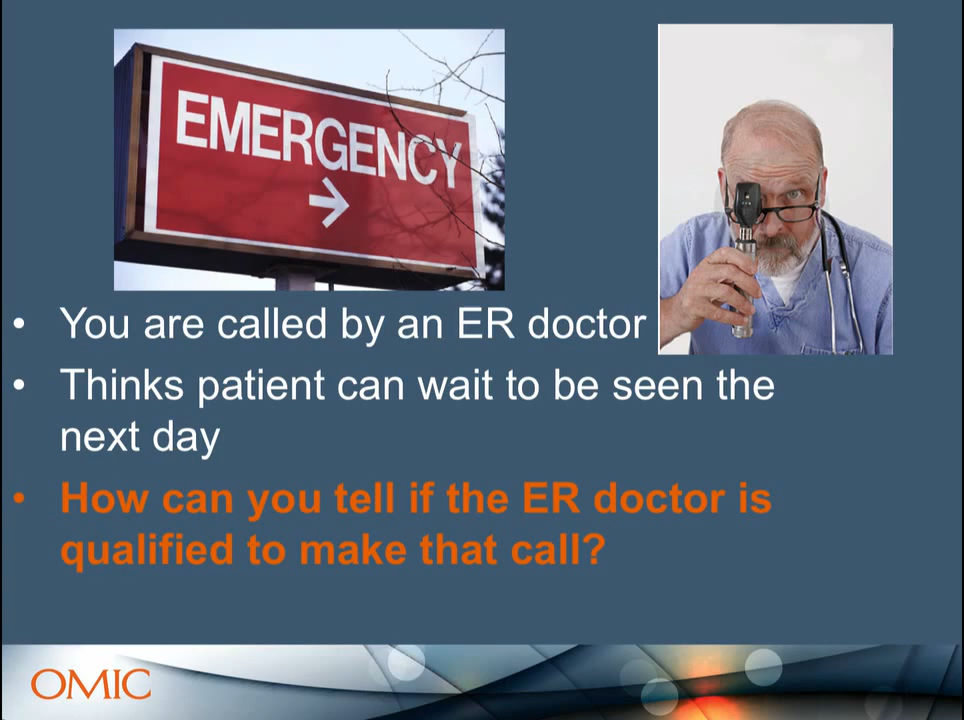 EMERGENCY
→
• You are called by an ER doctor
• Thinks patient can wait to be seen the
next day
• How can you tell if the ER doctor is
qualified to make that call?
OMIC